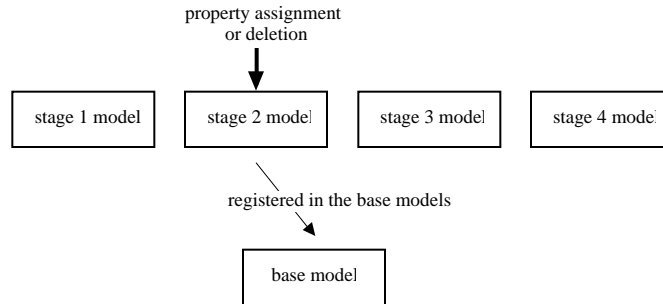 property assignment
or deletion
stage 1 model
stage 2 model
stage 3 model
stage 4 model
registered in the base models
base model